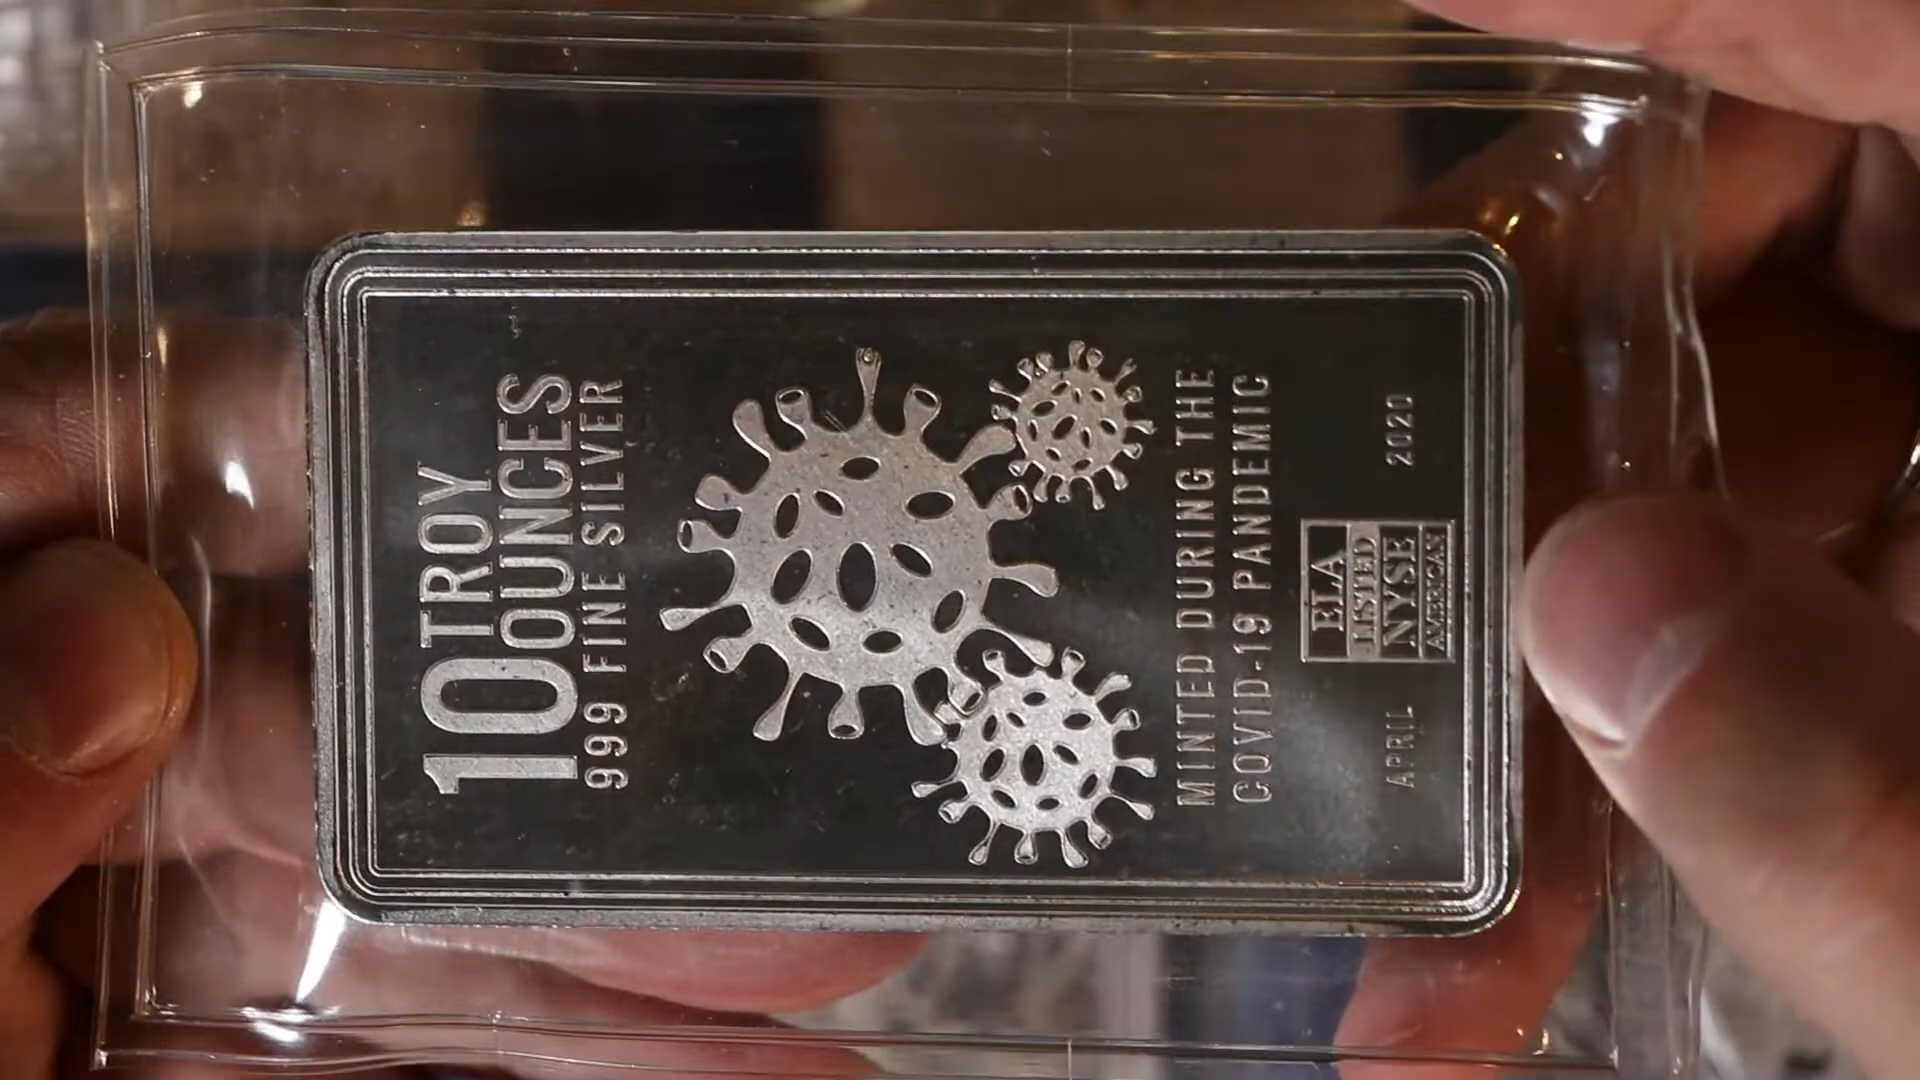 10 TROY
OUNCES
999 FINE SILVER
MINTED DURING THE
COVID-19 PANDEMIC
ELA
LISTED
NYSE
AMERICAN
APRIL 2020